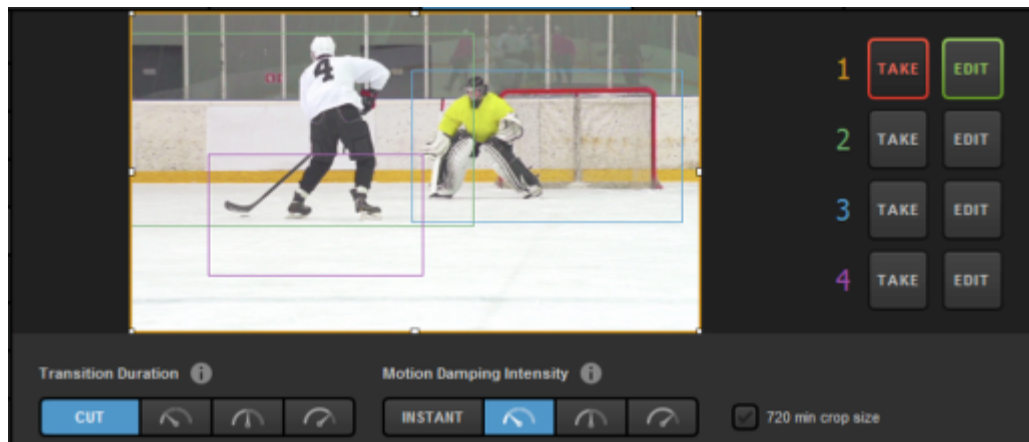 4
1 TAKE EDIT
2 TAKE EDIT
3 TAKE EDIT
4 TAKE EDIT
Transition Duration i Motion Damping Intensity i
CUT INSTANT 720 min crop size